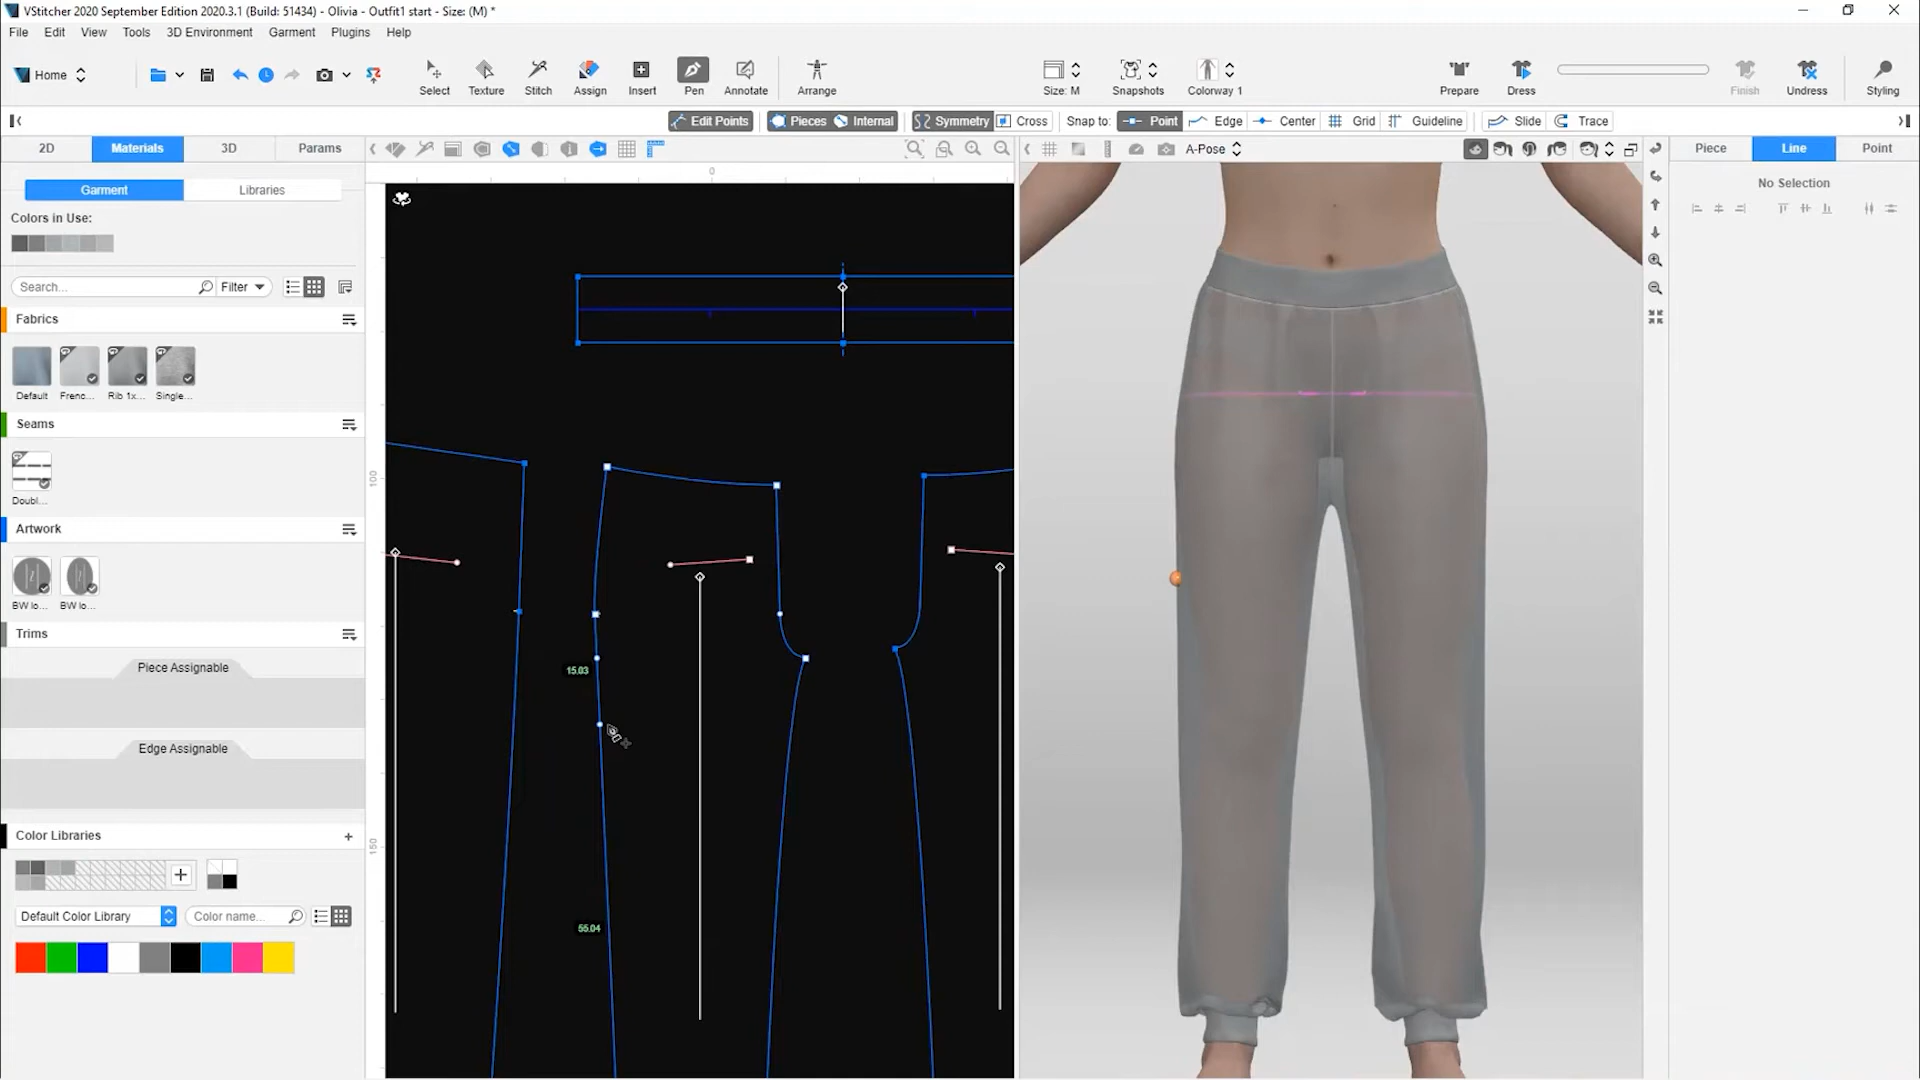 VStitcher 2020 September Edition 2020.3.1 (Build: 51434) - Olivia - Outfit1 start - Size: (M) *
File Edit View Tools 3D Environment Garment Plugins Help
Home
Select Texture Stitch Assign Insert Pen Annotate Arrange Size: M Snapshots Colorway 1 Prepare Dress Finish Undress Styling
Edit Points Pieces Internal Symmetry Cross Snap to: Point Edge Center Grid Guideline Slide Trace
2D Materials 3D Params A-Pose Piece Line Point
0
Garment Libraries
No Selection
Colors in Use:
Search... Filter
Fabrics
Default Frenc... Rib 1x... Single...
Seams
Doubl...
100
Artwork
BW lo... BW lo...
Trims
Piece Assignable
15.03
Edge Assignable
Color Libraries
150
Default Color Library Color name...
55.04